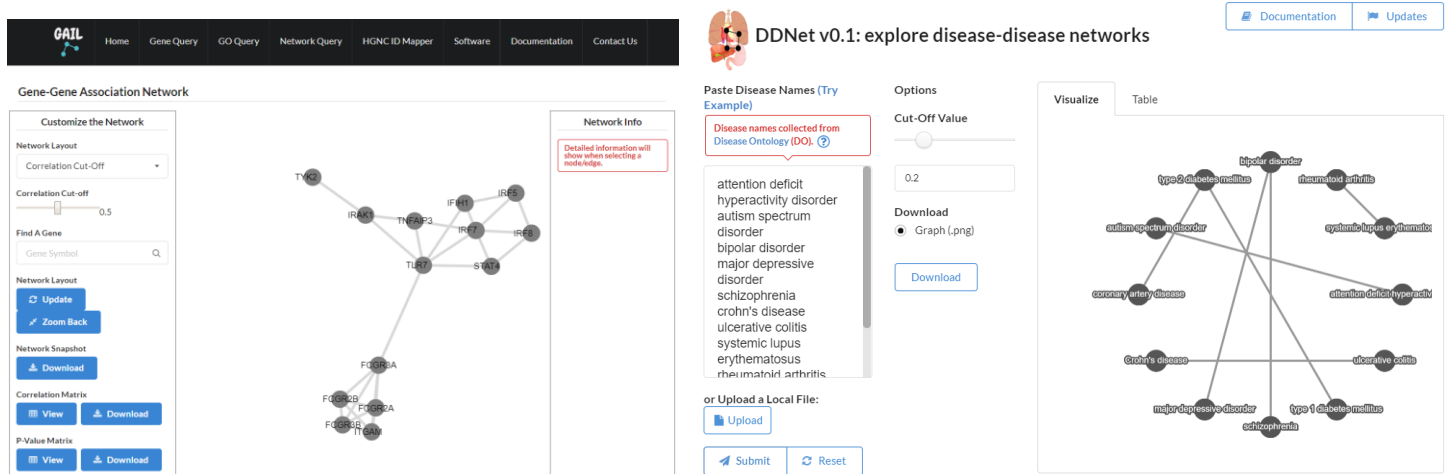 GAIL
Home
Gene Query
GO Query
Network Query
HGNC ID Mapper
Software
Documentation
Contact Us
Gene-Gene Association Network
Customize the Network
Network Layout
Correlation Cut-Off
Correlation Cut-off
0.5
Find A Gene
Gene Symbol
Network Layout
Update
Zoom Back
Network Snapshot
Download
Correlation Matrix
View
Download
P-Value Matrix
View
Download
TYK2
IRAK1
TNFAIP3
IFIH1
IRF5
IRF7
IRF8
TLR7
STAT4
FCGR3A
FCGR2B
FCGR2A
FCGR3B
ITGAM
Network Info
Detailed information will
show when selecting a
node/edge.
DDNet v0.1: explore disease-disease networks
Documentation
Updates
Paste Disease Names (Try
Example)
Disease names collected from
Disease Ontology (DO).
attention deficit
hyperactivity disorder
autism spectrum
disorder
bipolar disorder
major depressive
disorder
schizophrenia
crohn's disease
ulcerative colitis
systemic lupus
erythematosus
rheumatoid arthritis
or Upload a Local File:
Upload
Submit
Reset
Options
Cut-Off Value
0.2
Download
Graph (.png)
Download
Visualize
Table
bipolar disorder
type 2 diabetes mellitus
rheumatoid arthritis
autism spectrum disorder
systemic lupus erythematos
coronary artery disease
attention deficit hyperactiv
Crohn's disease
ulcerative colitis
major depressive disorder
type 1 diabetes mellitus
schizophrenia